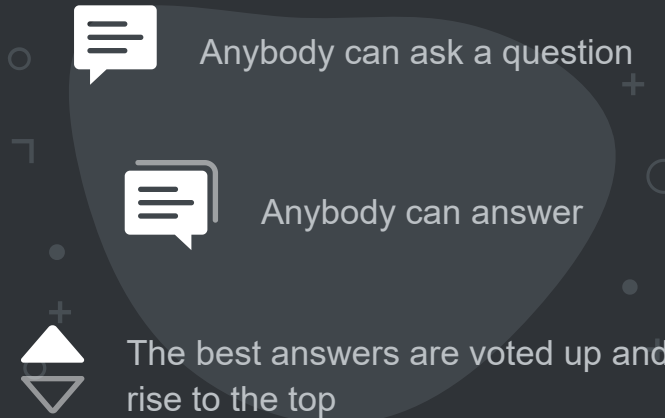 Anybody can ask a question
Anybody can answer
The best answers are voted up and
rise to the top